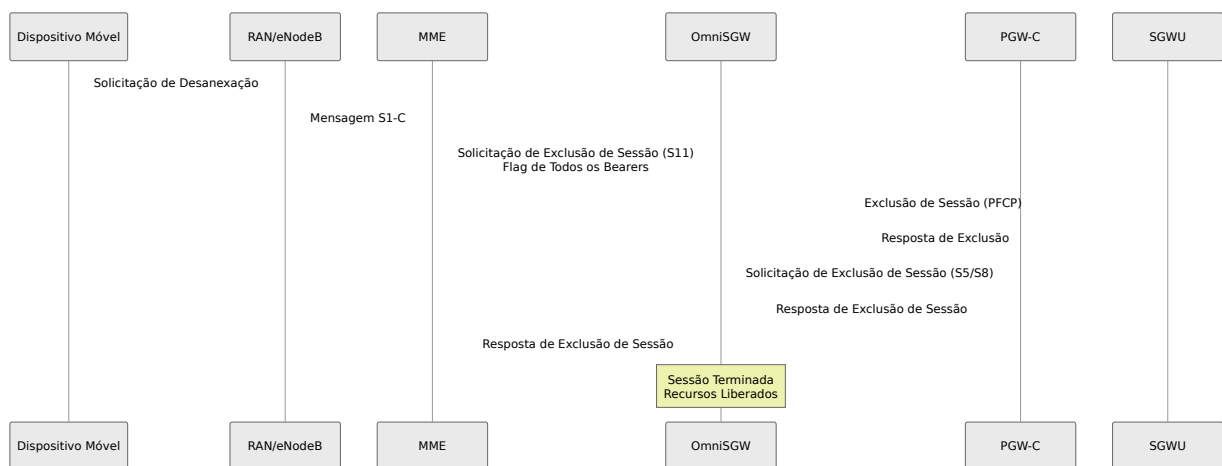 Dispositivo Móvel
RAN/eNodeB
MME
OmniSGW
PGW-C
SGWU
Solicitação de Desanexação
Mensagem S1-C
Solicitação de Exclusão de Sessão (S11)
Flag de Todos os Bearers
Exclusão de Sessão (PFCP)
Resposta de Exclusão
Solicitação de Exclusão de Sessão (S5/S8)
Resposta de Exclusão de Sessão
Resposta de Exclusão de Sessão
Sessão Terminada
Recursos Liberados
Dispositivo Móvel
RAN/eNodeB
MME
OmniSGW
PGW-C
SGWU